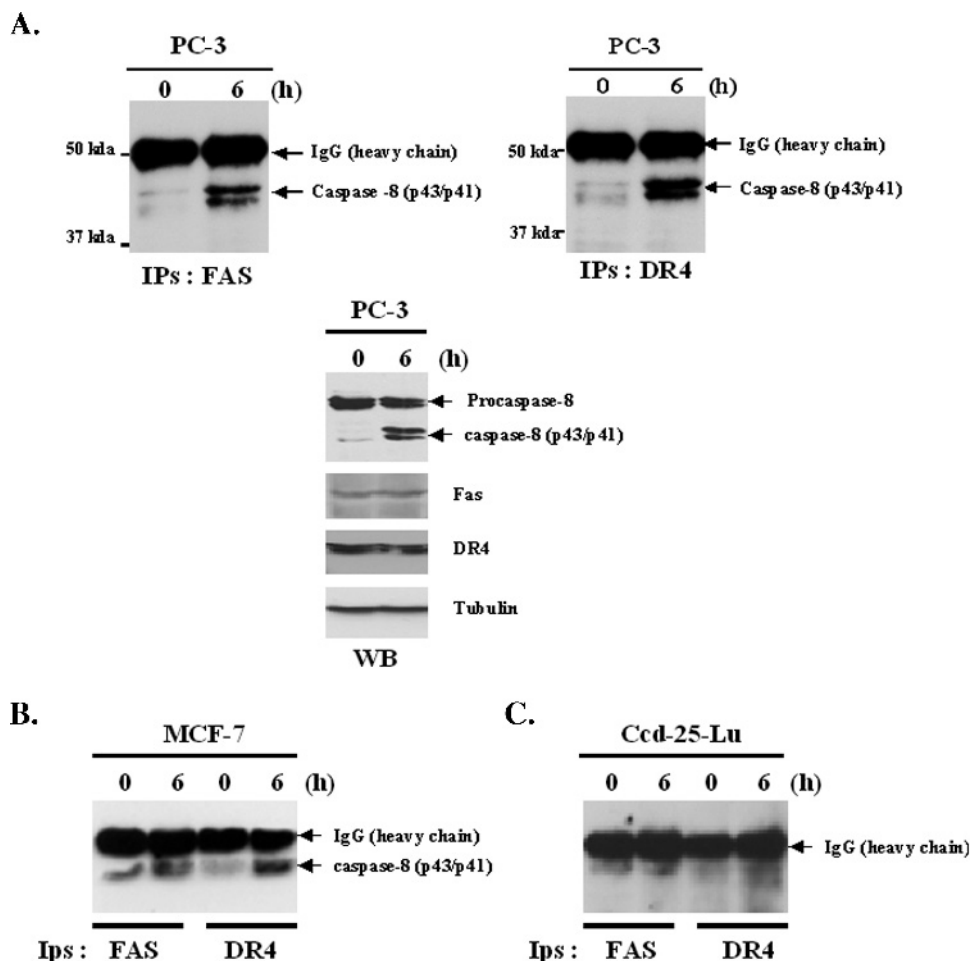 A.
PC-3
0 6 (h)
50 kda
IgG (heavy chain)
Caspase -8 (p43/p41)
37 kda
IPs : FAS
PC-3
0 6 (h)
50 kda
IgG (heavy chain)
Caspase-8 (p43/p41)
37 kda
IPs : DR4
PC-3
0 6 (h)
Procaspase-8
caspase-8 (p43/p41)
Fas
DR4
Tubulin
WB
B.
MCF-7
0 6 0 6 (h)
IgG (heavy chain)
caspase-8 (p43/p41)
Ips : FAS DR4
C.
Ccd-25-Lu
0 6 0 6 (h)
IgG (heavy chain)
Ips : FAS DR4